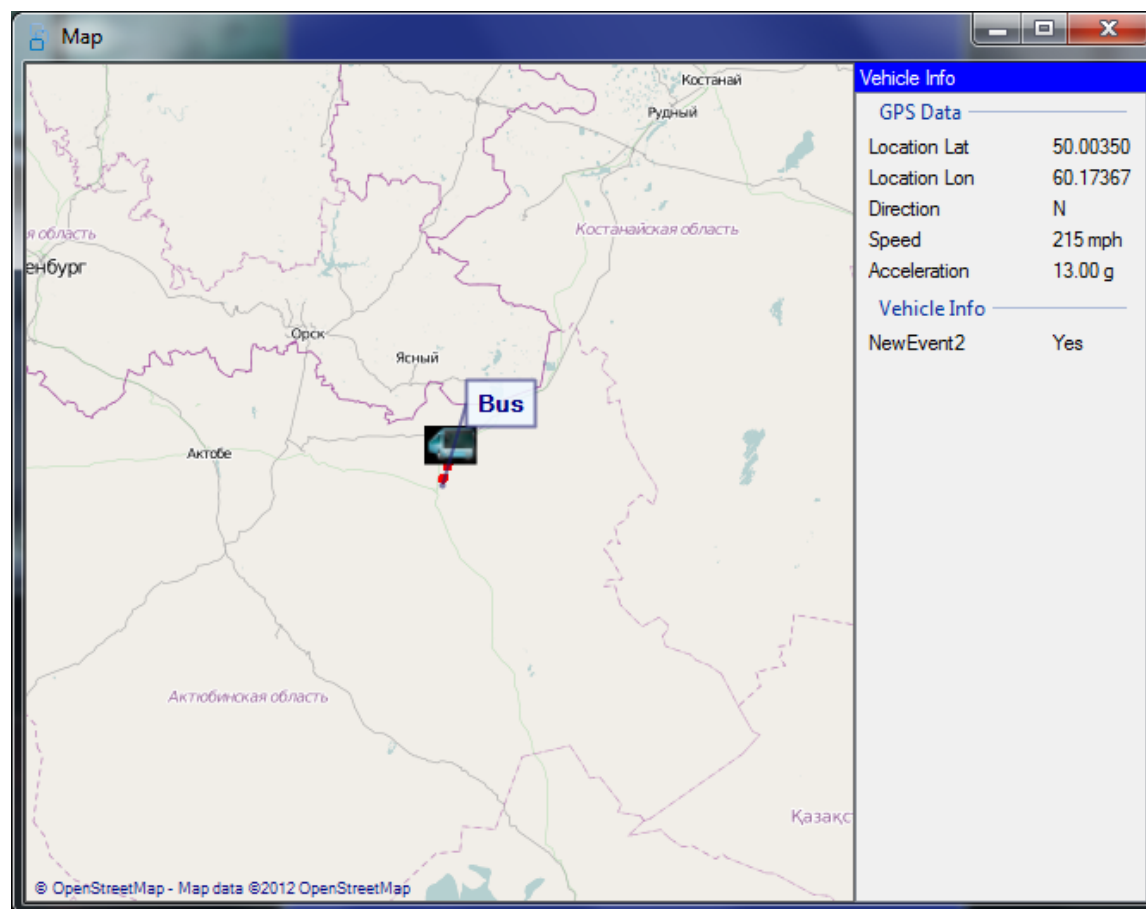 Map
Костанай
Рудный
я область
Костанайская область
енбург
Орск
Ясный
Bus
Актобе
Актюбинская область
Қазақс
© OpenStreetMap - Map data ©2012 OpenStreetMap
Vehicle Info
GPS Data
Location Lat 50.00350
Location Lon 60.17367
Direction N
Speed 215 mph
Acceleration 13.00 g
Vehicle Info
NewEvent2 Yes